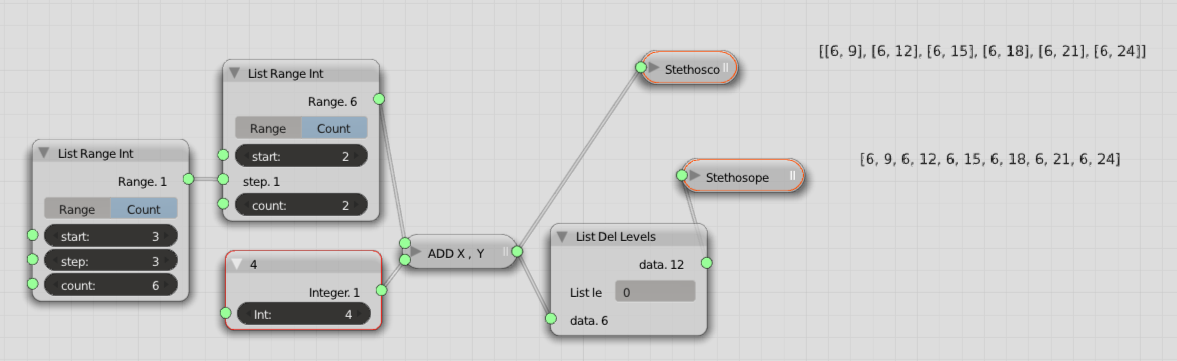 List Range Int
Range. 1
Range Count
start: 3
step: 3
count: 6
List Range Int
Range. 6
Range Count
start: 2
step. 1
count: 2
4
Integer. 1
Int: 4
ADD X , Y
Stethosco
[[6, 9], [6, 12], [6, 15], [6, 18], [6, 21], [6, 24]]
Stethosope
[6, 9, 6, 12, 6, 15, 6, 18, 6, 21, 6, 24]
List Del Levels
data. 12
List le 0
data. 6